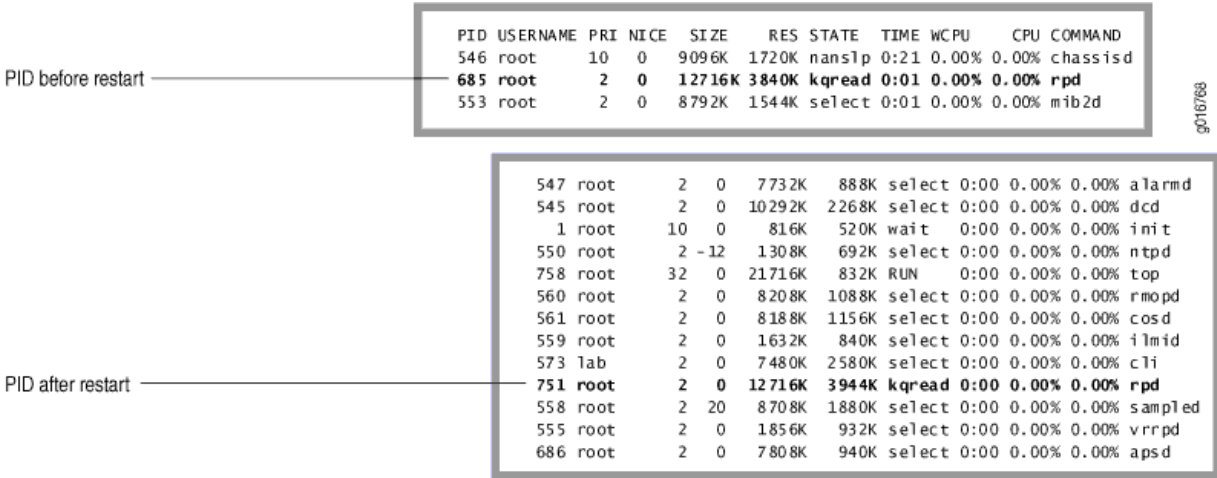 PID USERNAME PRI NICE SIZE RES STATE TIME WCPU CPU COMMAND
546 root 10 0 9096K 1720K nanslp 0:21 0.00% 0.00% chassisd
PID before restart
685 root 2 0 12716K 3840K kqread 0:01 0.00% 0.00% rpd
553 root 2 0 8792K 1544K select 0:01 0.00% 0.00% mib2d
g016768
547 root 2 0 7732K 888K select 0:00 0.00% 0.00% alarmd
545 root 2 0 10292K 2268K select 0:00 0.00% 0.00% dcd
1 root 10 0 816K 520K wait 0:00 0.00% 0.00% init
550 root 2 -12 1308K 692K select 0:00 0.00% 0.00% ntpd
758 root 32 0 21716K 832K RUN 0:00 0.00% 0.00% top
560 root 2 0 8208K 1088K select 0:00 0.00% 0.00% rmopd
561 root 2 0 8188K 1156K select 0:00 0.00% 0.00% cosd
559 root 2 0 1632K 840K select 0:00 0.00% 0.00% ilmid
573 lab 2 0 7480K 2580K select 0:00 0.00% 0.00% cli
PID after restart
751 root 2 0 12716K 3944K kqread 0:00 0.00% 0.00% rpd
558 root 2 20 8708K 1880K select 0:00 0.00% 0.00% sampled
555 root 2 0 1856K 932K select 0:00 0.00% 0.00% vrrpd
686 root 2 0 7808K 940K select 0:00 0.00% 0.00% apsd